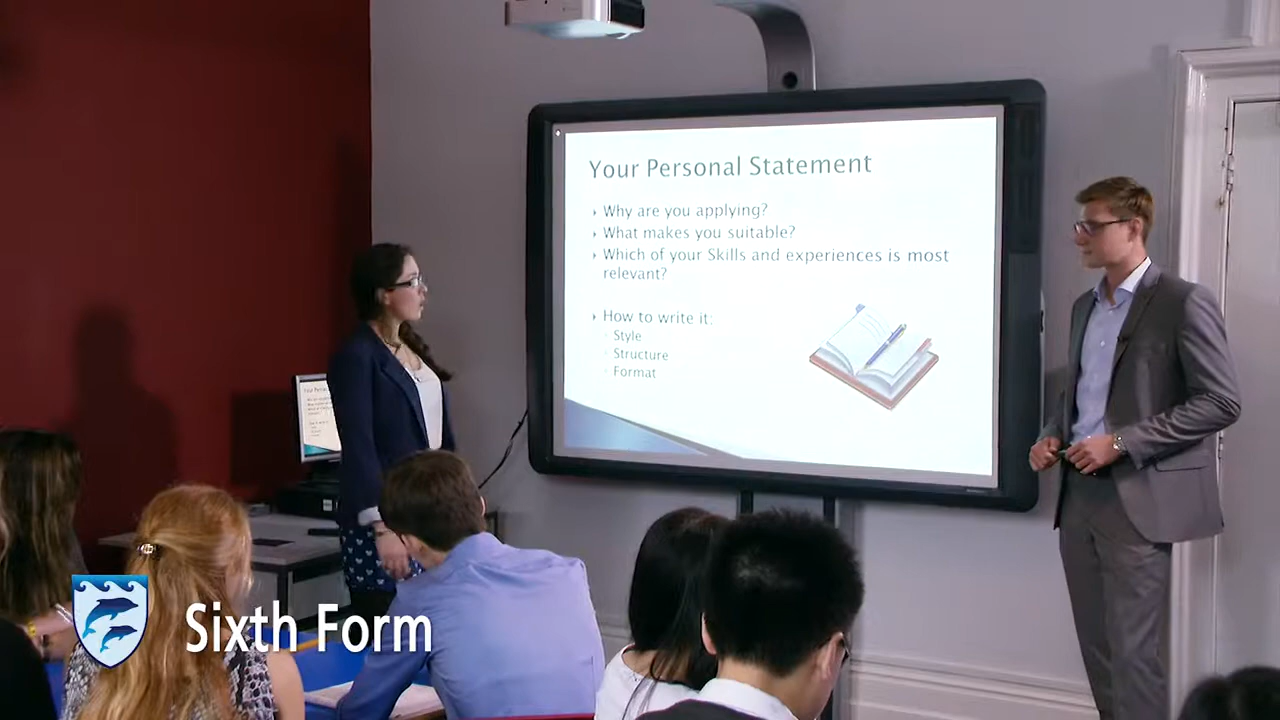 Your Personal Statement
Why are you applying?
What makes you suitable?
Which of your Skills and experiences is most
relevant?
How to write it:
Style
Structure
Format
Sixth Form